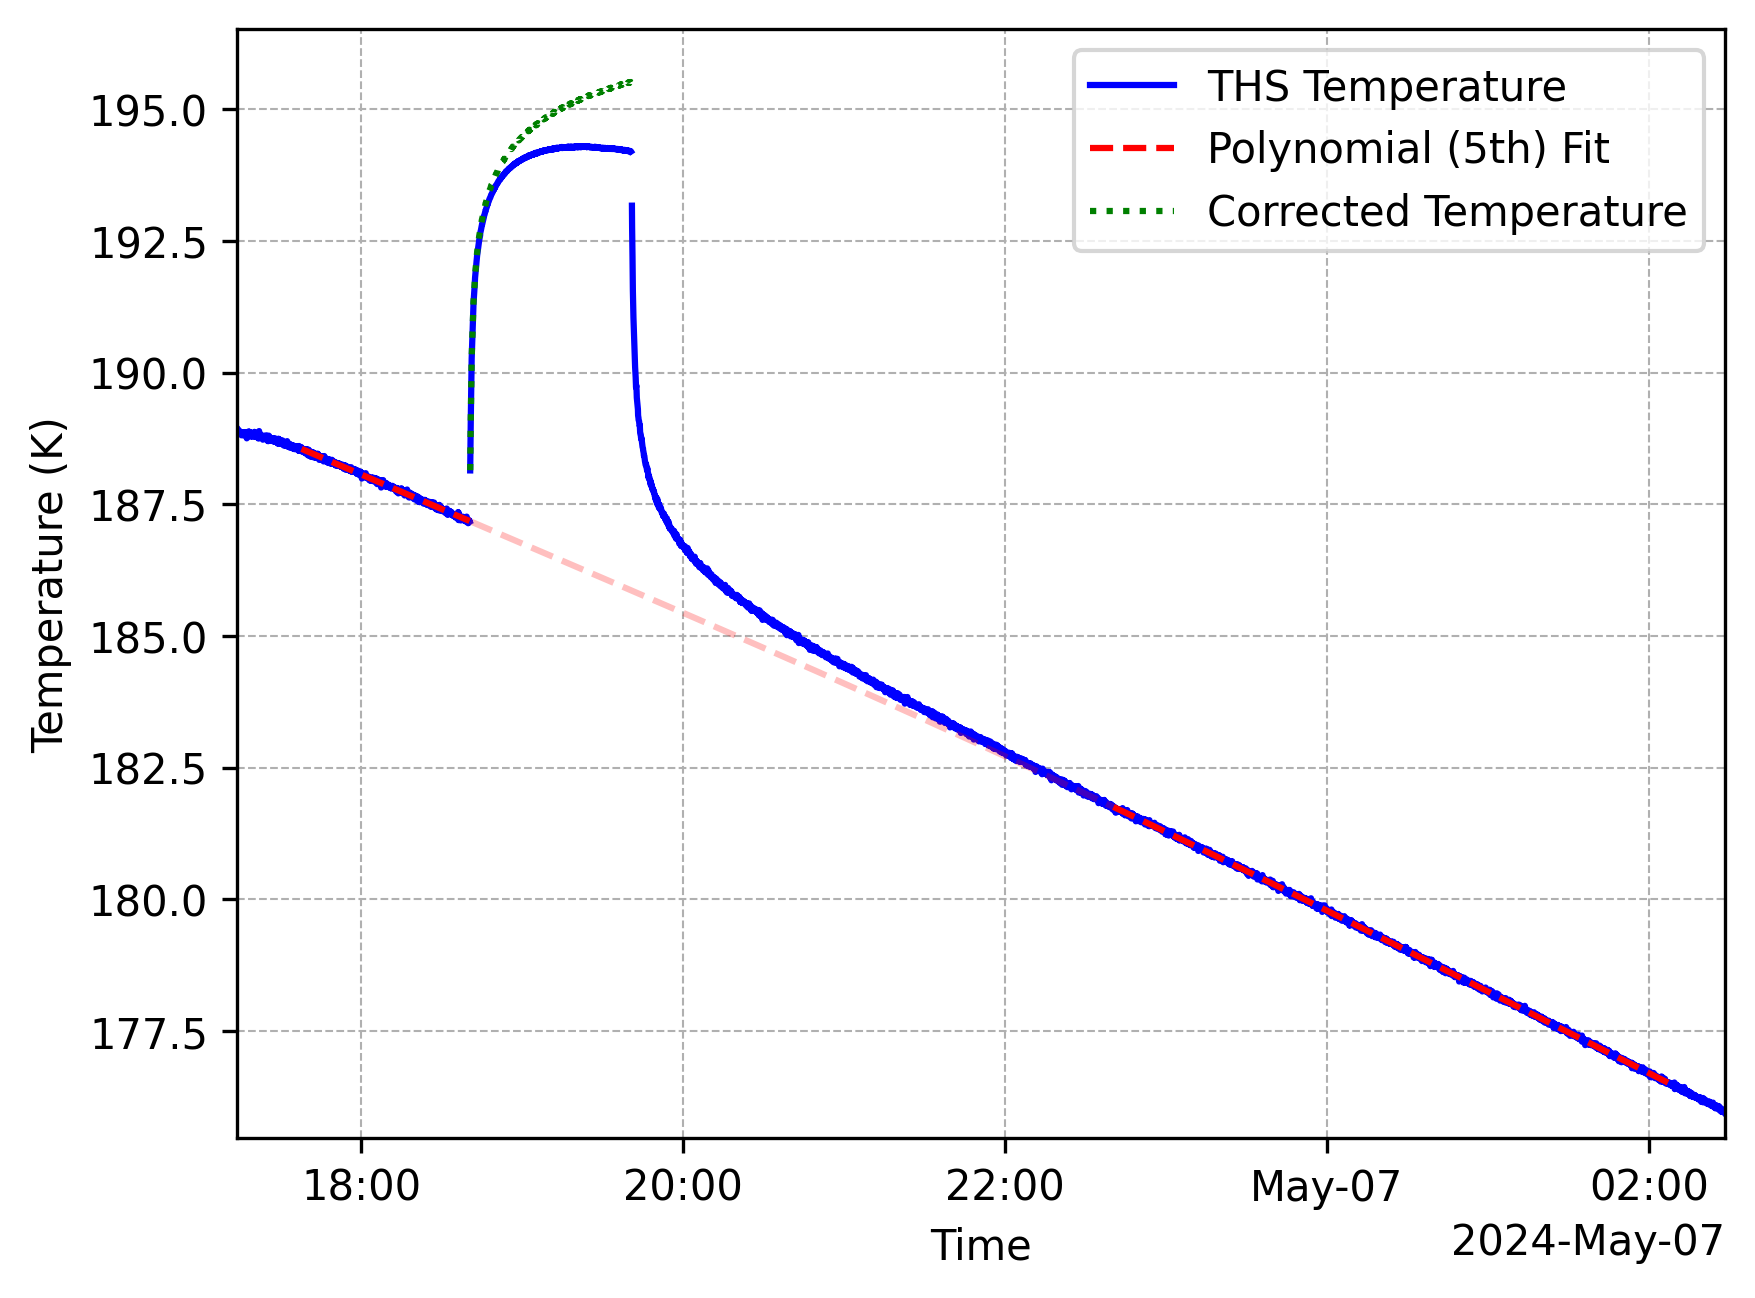 THS Temperature
Polynomial (5th) Fit
Corrected Temperature
195.0
192.5
190.0
187.5
185.0
182.5
180.0
177.5
Temperature (K)
18:00
20:00
22:00
May-07
02:00
Time
2024-May-07